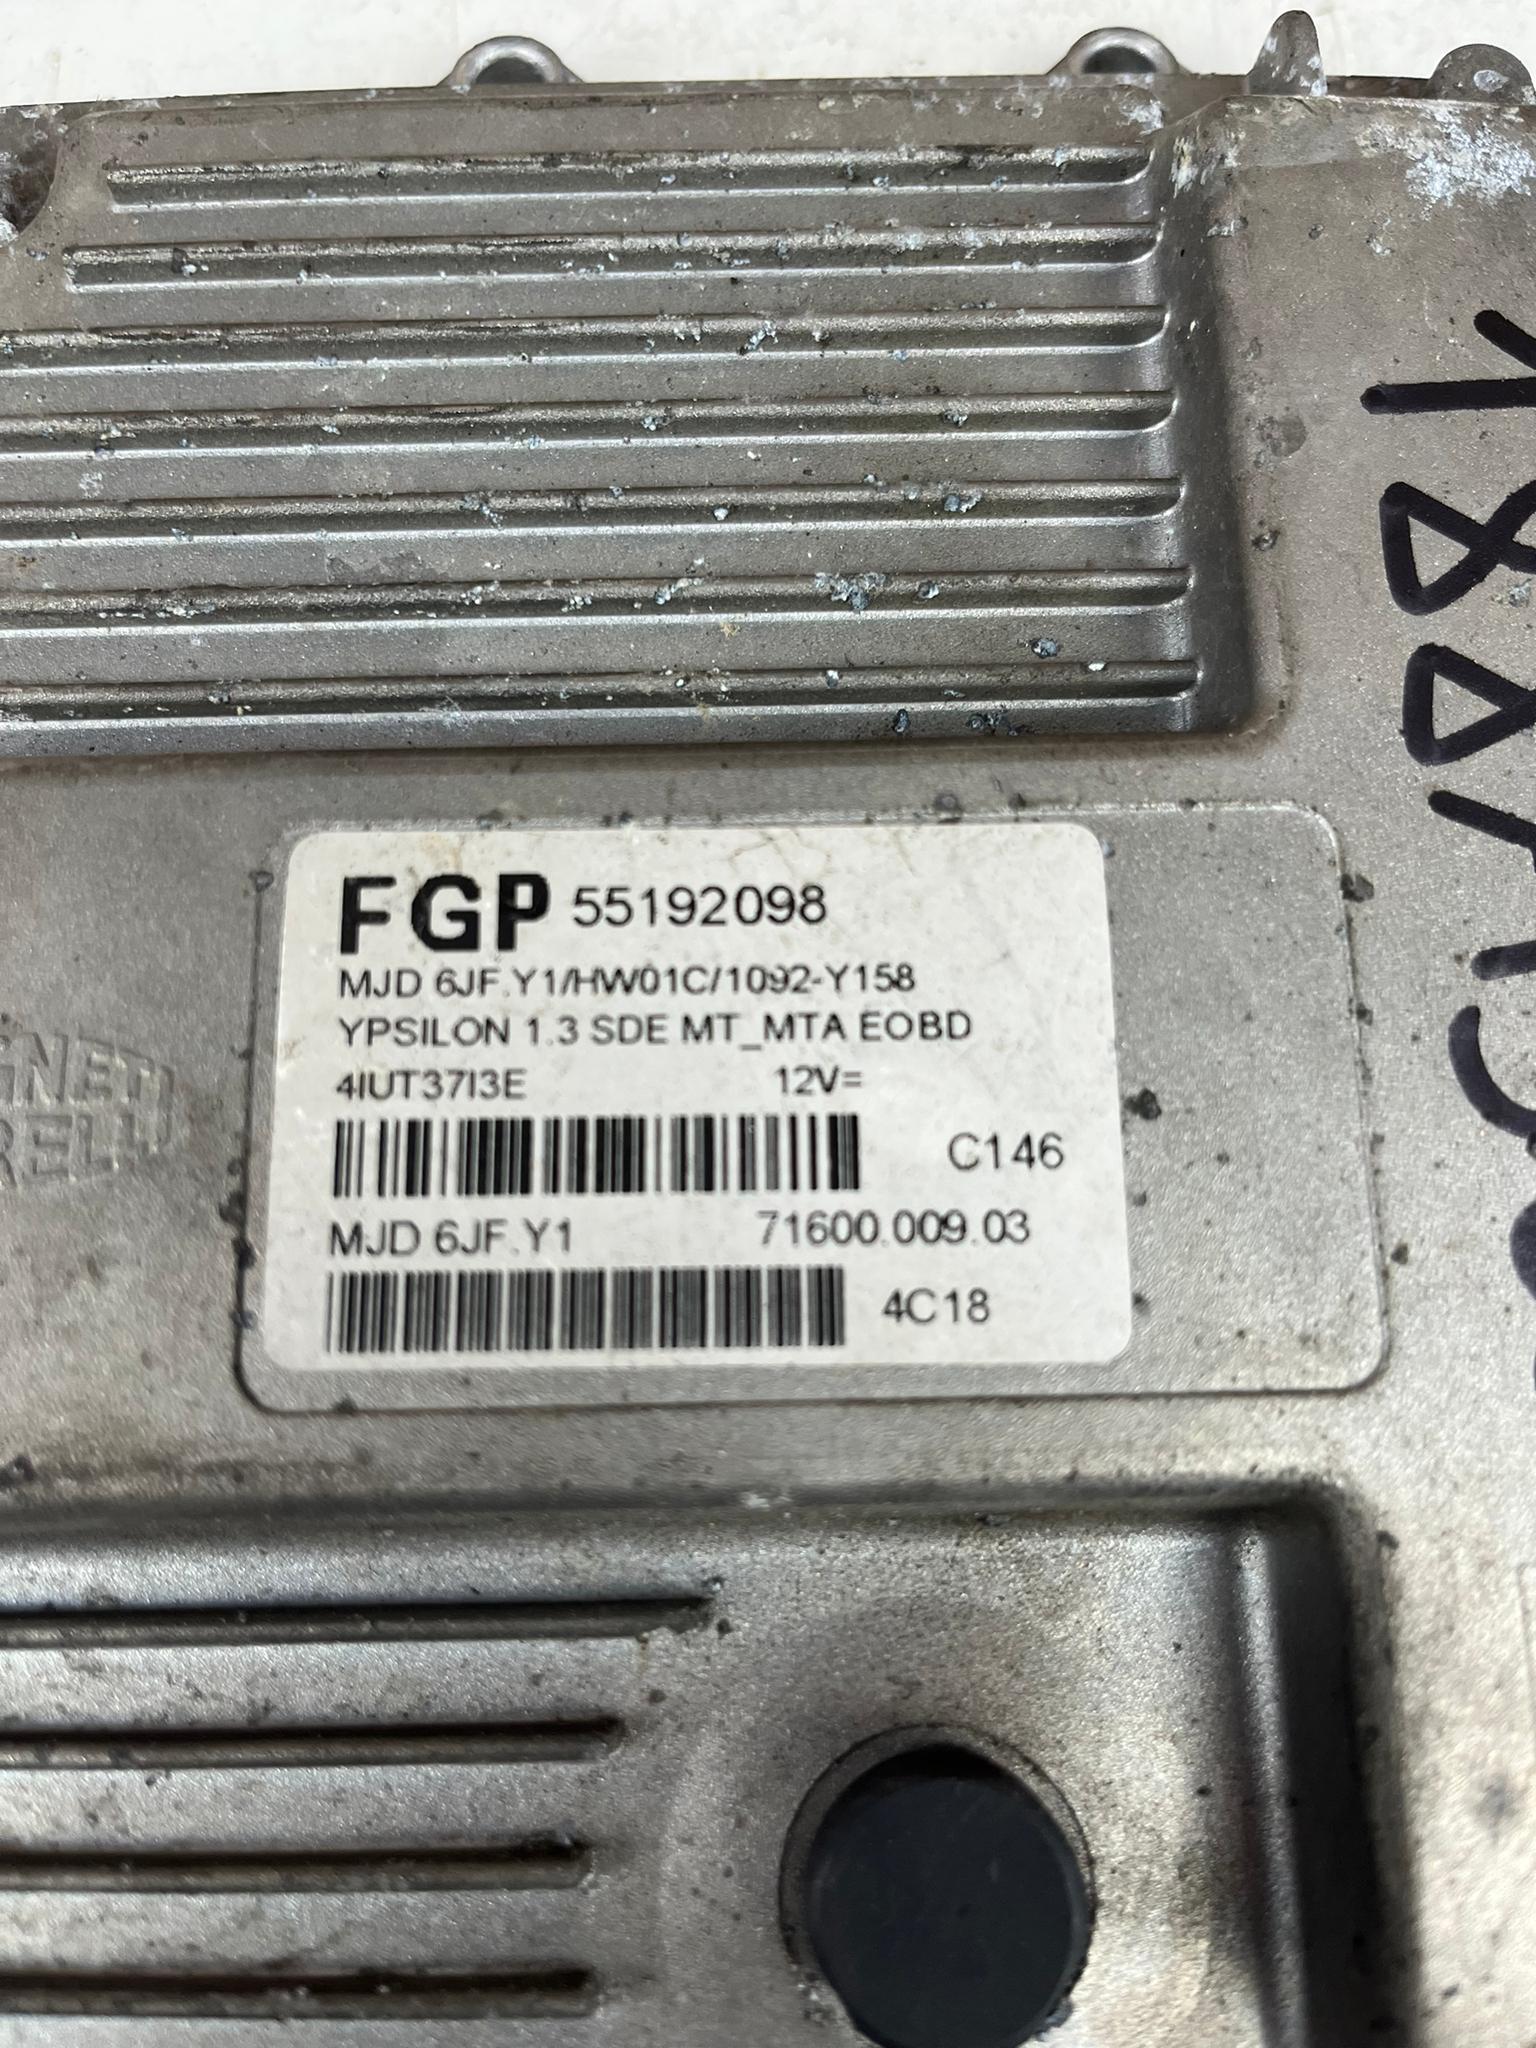 FGP 55192098
MJD 6JF.Y1/HW01C/1092-Y158
YPSILON 1.3 SDE MT_MTA EOBD
4IUT37I3E 12V=
C146
MJD 6JF.Y1 71600.009.03
4C18